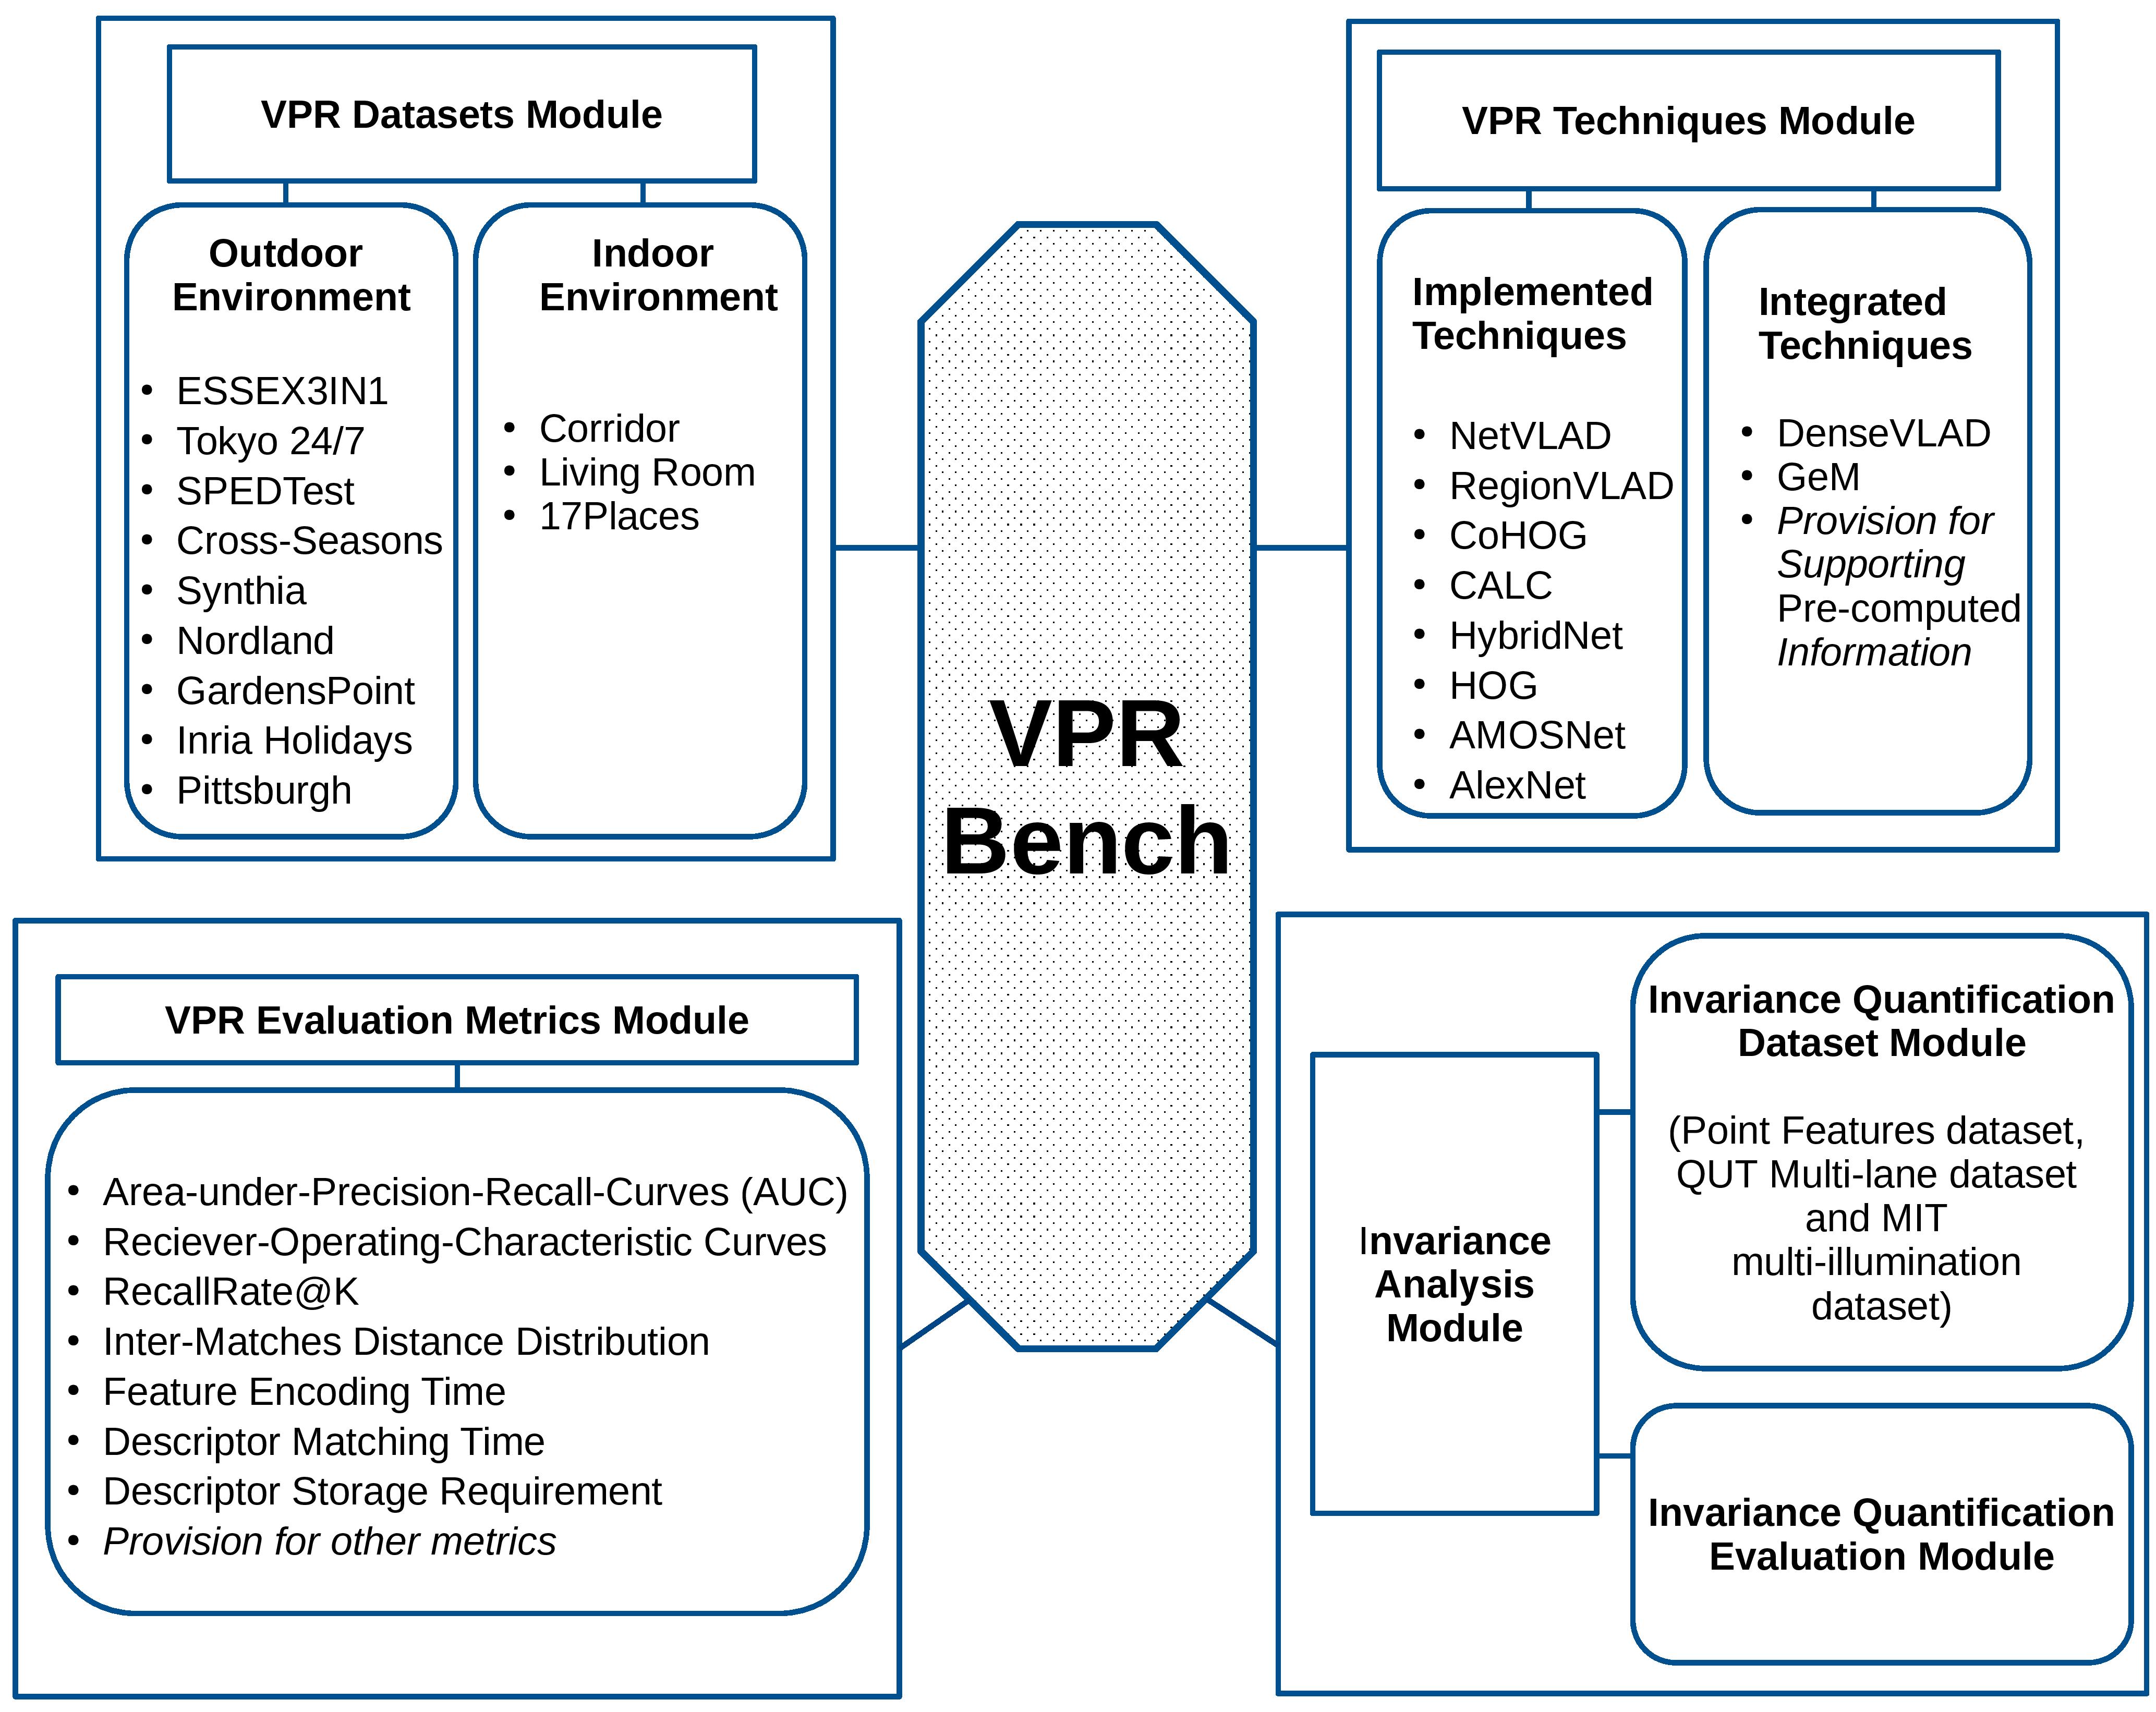 VPR Datasets Module
Outdoor
Environment
• ESSEX3IN1
• Tokyo 24/7
• SPEDTest
• Cross-Seasons
• Synthia
• Nordland
• GardensPoint
• Inria Holidays
• Pittsburgh
Indoor
Environment
• Corridor
• Living Room
• 17Places
VPR
Bench
VPR Techniques Module
Implemented
Techniques
• NetVLAD
• RegionVLAD
• CoHOG
• CALC
• HybridNet
• HOG
• AMOSNet
• AlexNet
Integrated
Techniques
• DenseVLAD
• GeM
• Provision for
Supporting
Pre-computed
Information
VPR Evaluation Metrics Module
• Area-under-Precision-Recall-Curves (AUC)
• Reciever-Operating-Characteristic Curves
• RecallRate@K
• Inter-Matches Distance Distribution
• Feature Encoding Time
• Descriptor Matching Time
• Descriptor Storage Requirement
• Provision for other metrics
Invariance
Analysis
Module
Invariance Quantification
Dataset Module
(Point Features dataset,
QUT Multi-lane dataset
and MIT
multi-illumination
dataset)
Invariance Quantification
Evaluation Module